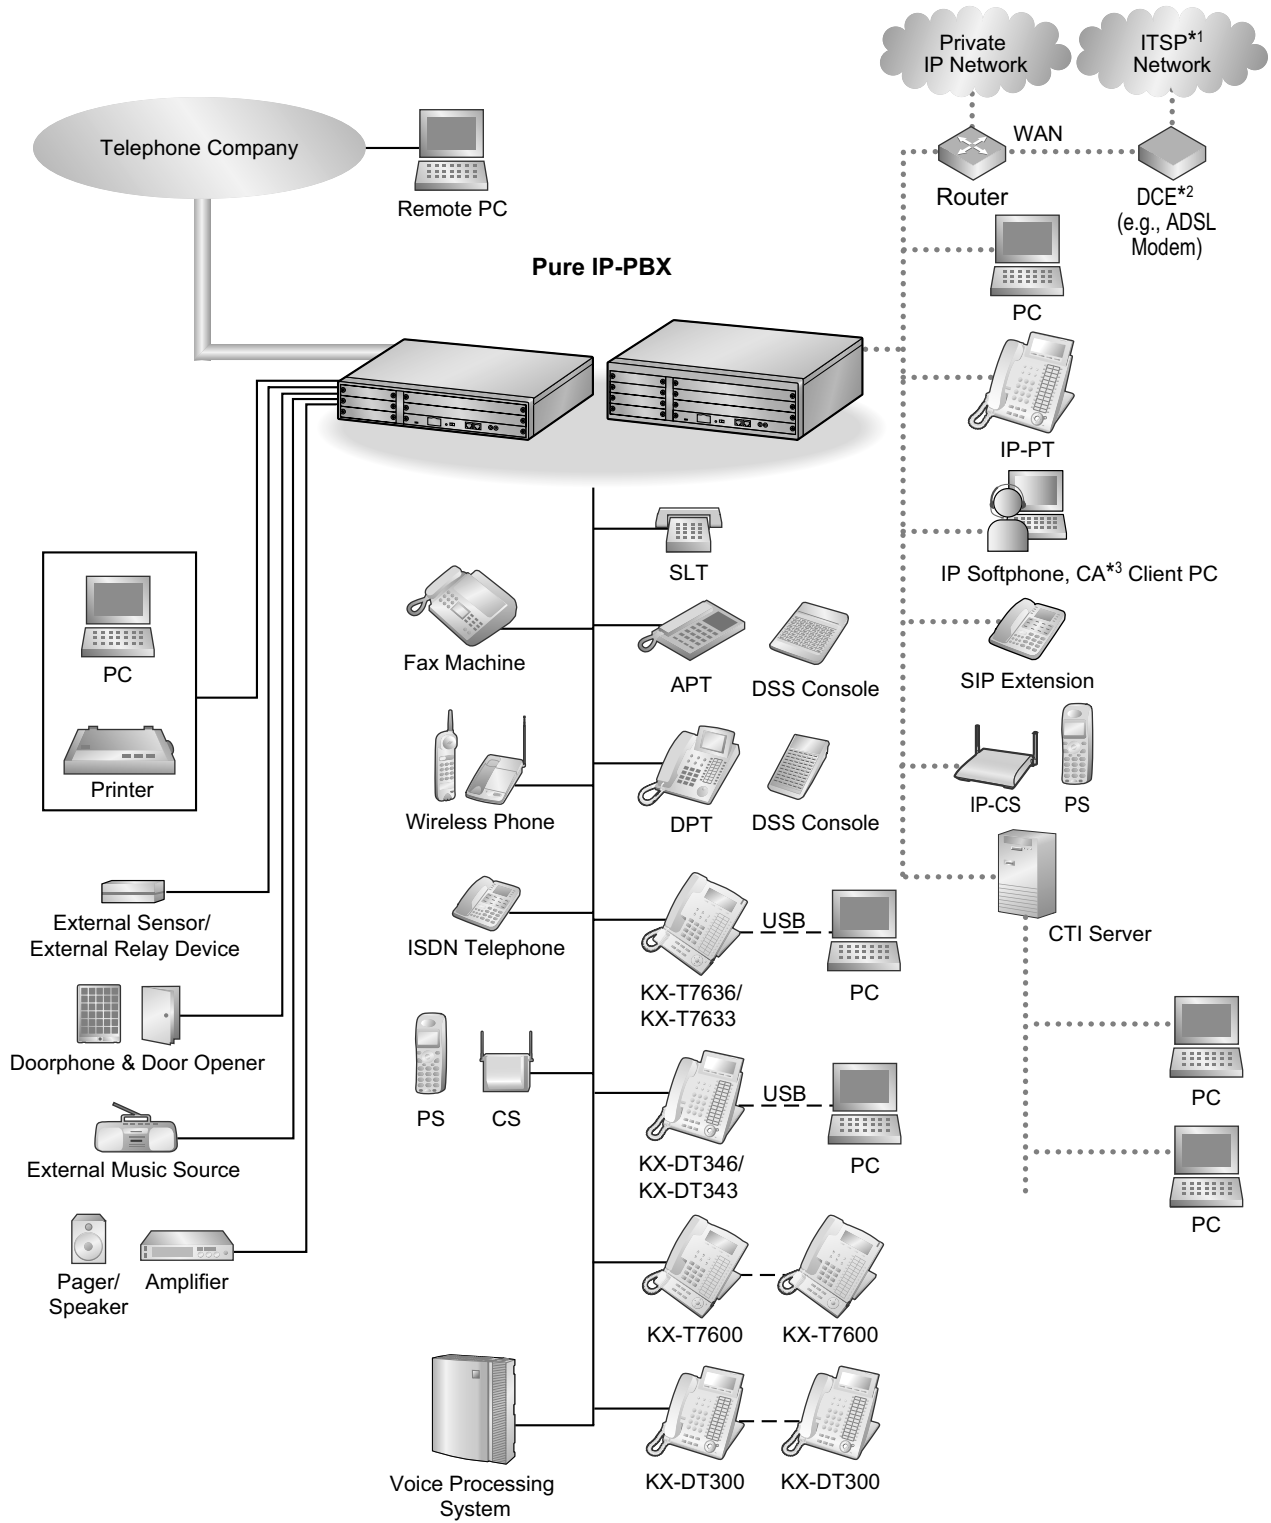 Private
IP Network
ITSP*1
Network
Telephone Company
Remote PC
WAN
Router
DCE*2
(e.g., ADSL
Modem)
Pure IP-PBX
PC
IP-PT
SLT
IP Softphone, CA*3 Client PC
PC
Printer
Fax Machine
APT
DSS Console
SIP Extension
Wireless Phone
DPT
DSS Console
IP-CS
PS
External Sensor/
External Relay Device
ISDN Telephone
KX-T7636/
KX-T7633
USB
PC
CTI Server
Doorphone & Door Opener
PS
CS
KX-DT346/
KX-DT343
USB
PC
PC
PC
External Music Source
Pager/
Speaker
Amplifier
KX-T7600
KX-T7600
Voice Processing
System
KX-DT300
KX-DT300